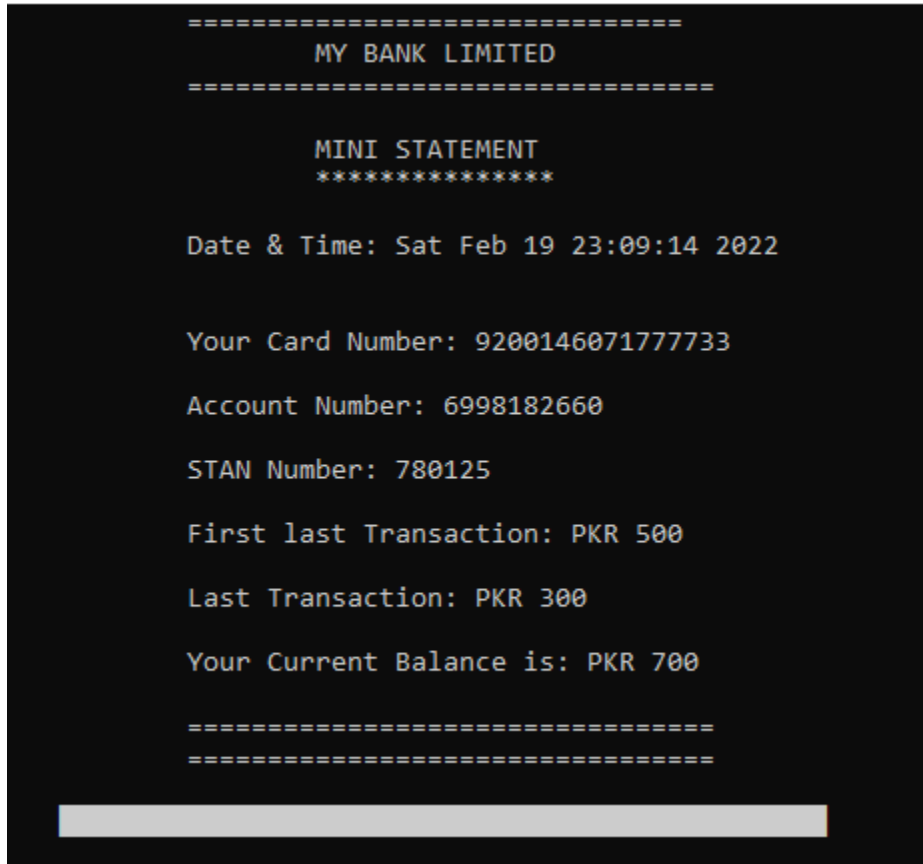 ===============================
MY BANK LIMITED
=================================
MINI STATEMENT
***************
Date & Time: Sat Feb 19 23:09:14 2022
Your Card Number: 9200146071777733
Account Number: 6998182660
STAN Number: 780125
First last Transaction: PKR 500
Last Transaction: PKR 300
Your Current Balance is: PKR 700
=================================
=================================